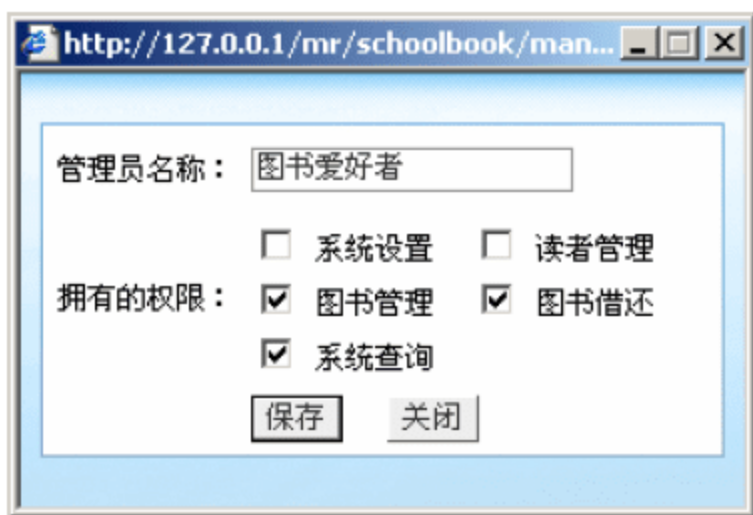 http://127.0.0.1/mr/schoolbook/man...
管理员名称： 图书爱好者
系统设置 读者管理
拥有的权限： 图书管理 图书借还
系统查询
保存 关闭